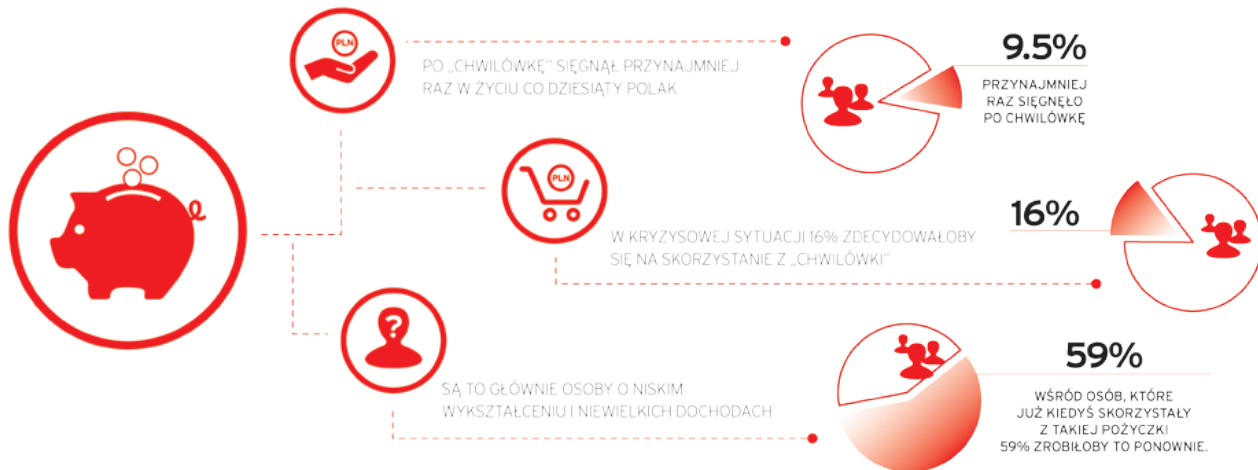 PLN
PO „CHWILÓWKĘ” SIĘGNĄŁ PRZYNAJMNIEJ
RAZ W ŻYCIU CO DZIESIĄTY POLAK
9.5%
PRZYNAJMNIEJ
RAZ SIĘGNĘŁO
PO CHWILÓWKĘ
PLN
W KRYZYSOWEJ SYTUACJI 16% ZDECYDOWAŁOBY
SIĘ NA SKORZYSTANIE Z „CHWILÓWKI”
16%
?
SĄ TO GŁÓWNIE OSOBY O NISKIM
WYKSZTAŁCENIU I NIEWIELKICH DOCHODACH
59%
WŚRÓD OSÓB, KTÓRE
JUŻ KIEDYŚ SKORZYSTAŁY
Z TAKIEJ POŻYCZKI
59% ZROBIŁOBY TO PONOWNIE.